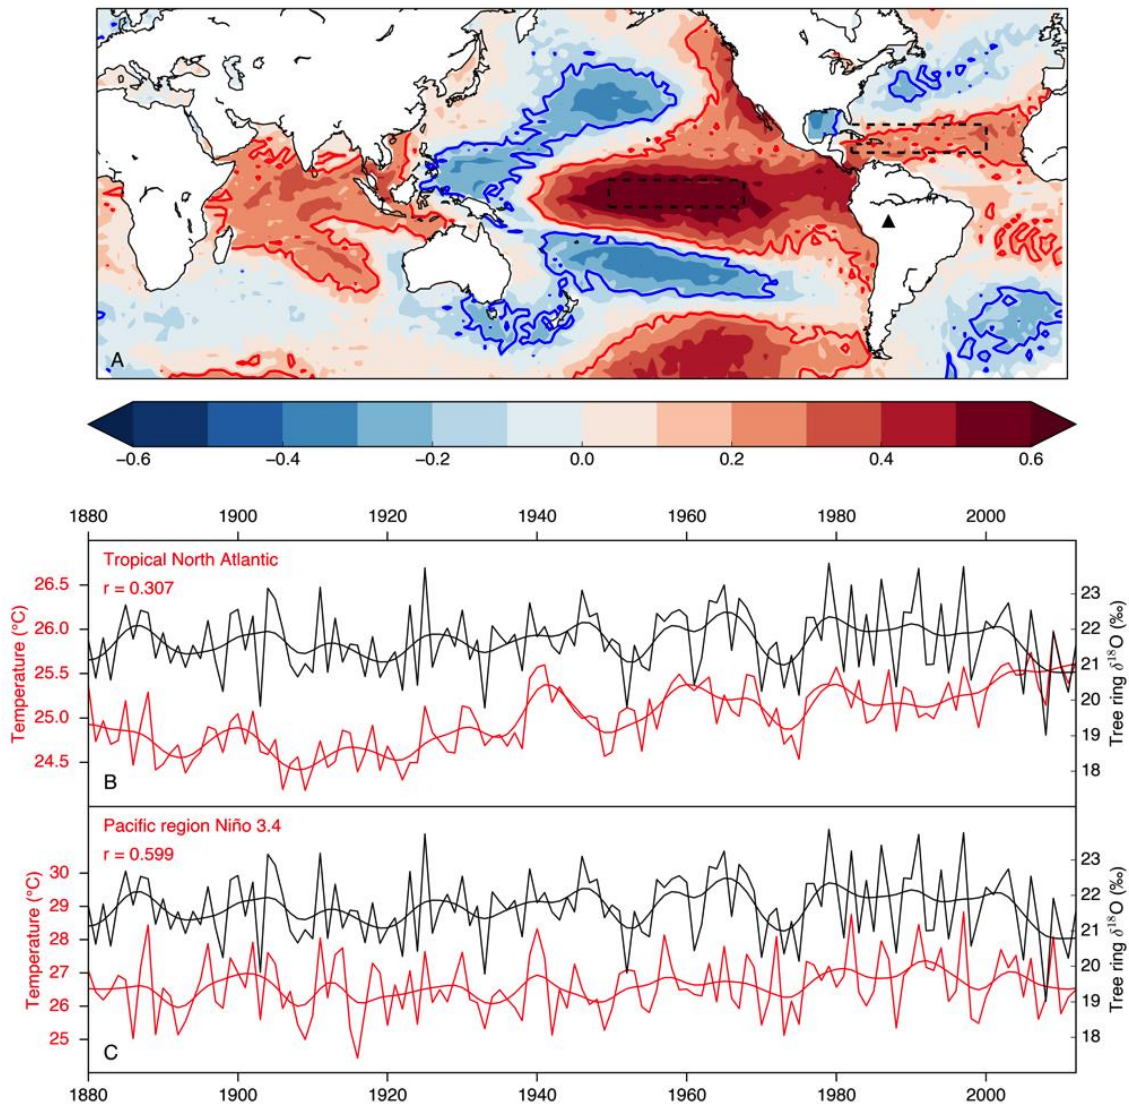 A
−0.6 −0.4 −0.2 0.0 0.2 0.4 0.6
1880 1900 1920 1940 1960 1980 2000
Tropical North Atlantic
r = 0.307
26.5
26.0
25.5
25.0
24.5
Temperature (°C)
23
22
21
20
19
18
Tree ring δ¹⁸O (‰)
B
Pacific region Niño 3.4
r = 0.599
30
29
28
27
26
25
Temperature (°C)
23
22
21
20
19
18
Tree ring δ¹⁸O (‰)
C
1880 1900 1920 1940 1960 1980 2000